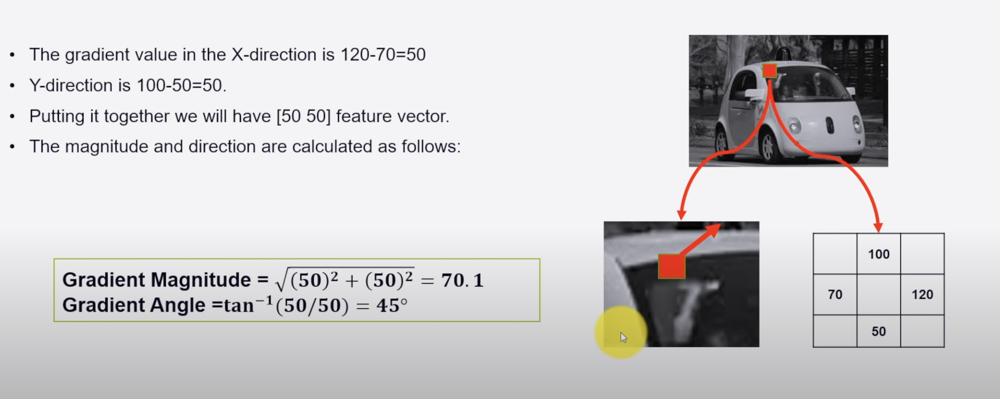 • The gradient value in the X-direction is 120-70=50
• Y-direction is 100-50=50.
• Putting it together we will have [50 50] feature vector.
• The magnitude and direction are calculated as follows:
Gradient Magnitude = √(50)² + (50)² = 70.1
Gradient Angle =tan⁻¹(50/50) = 45°
100
70 120
50